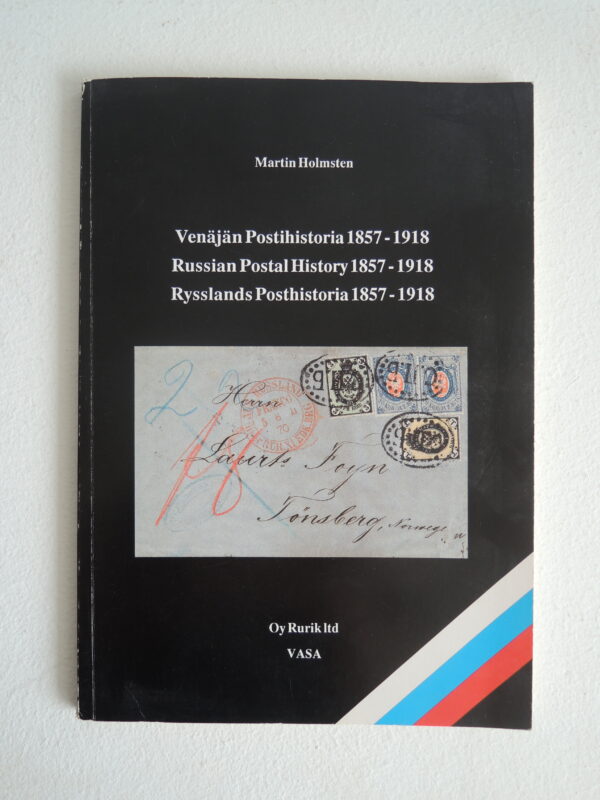 Martin Holmsten
Venäjän Postihistoria 1857-1918
Russian Postal History 1857-1918
Rysslands Posthistoria 1857-1918
Herrn
Laurits Foyn
Tönsberg, Norwege
Oy Rurik ltd
VASA